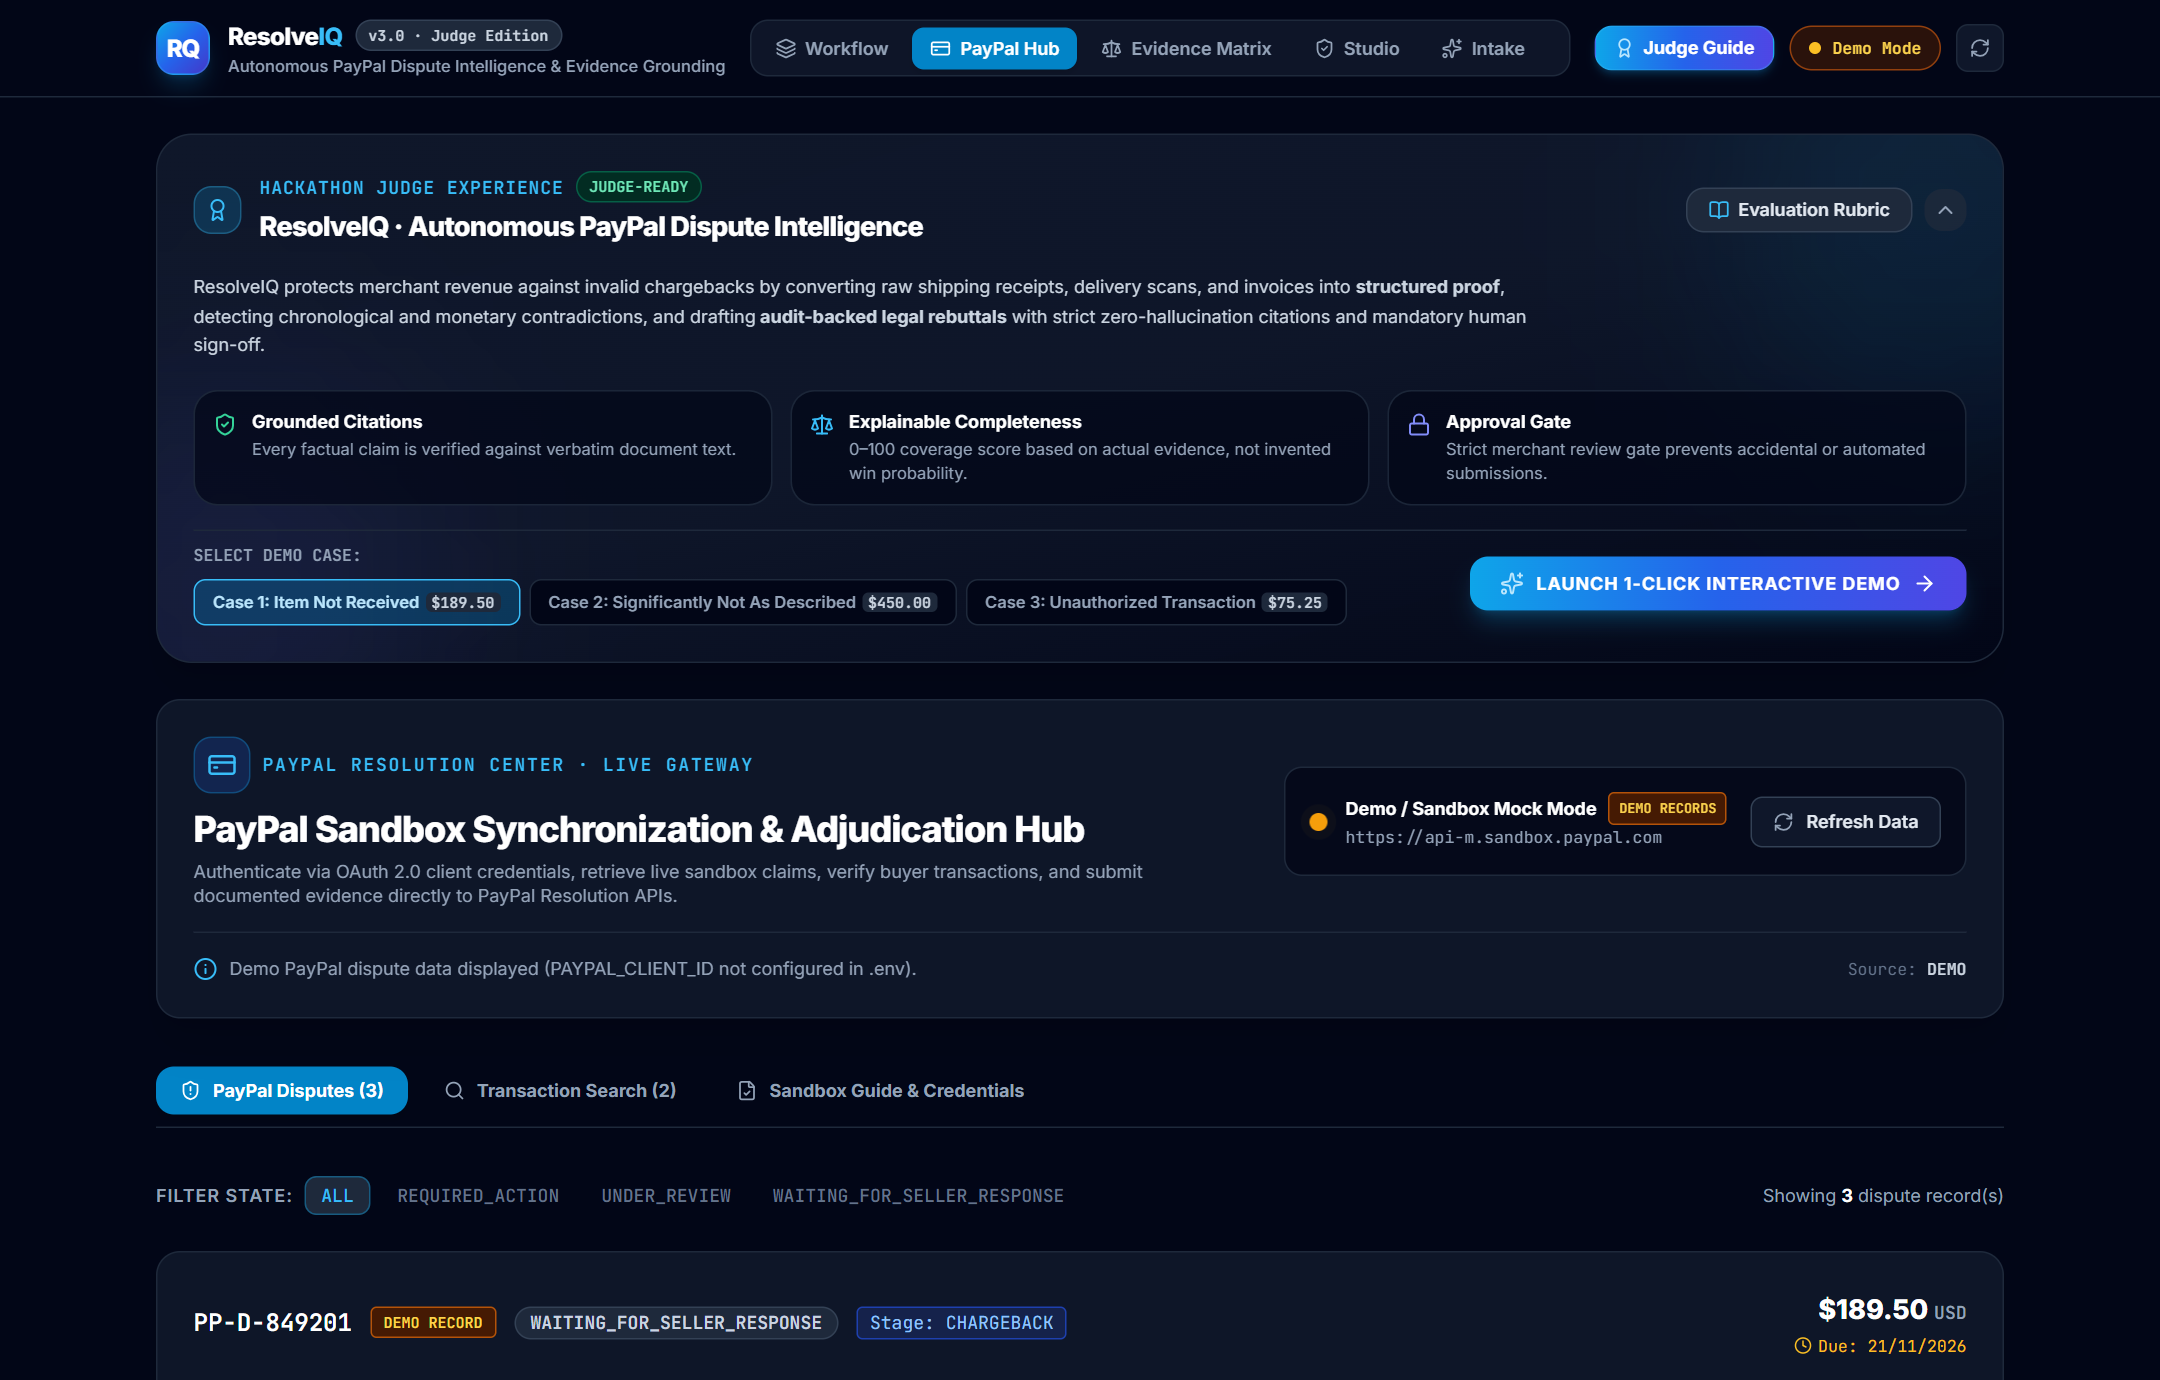 RQ
ResolveIQ
v3.0 · Judge Edition
Autonomous PayPal Dispute Intelligence & Evidence Grounding
Workflow
PayPal Hub
Evidence Matrix
Studio
Intake
Judge Guide
Demo Mode
HACKATHON JUDGE EXPERIENCE
JUDGE-READY
ResolveIQ · Autonomous PayPal Dispute Intelligence
Evaluation Rubric
ResolveIQ protects merchant revenue against invalid chargebacks by converting raw shipping receipts, delivery scans, and invoices into structured proof,
detecting chronological and monetary contradictions, and drafting audit-backed legal rebuttals with strict zero-hallucination citations and mandatory human
sign-off.
Grounded Citations
Every factual claim is verified against verbatim document text.
Explainable Completeness
0–100 coverage score based on actual evidence, not invented
win probability.
Approval Gate
Strict merchant review gate prevents accidental or automated
submissions.
SELECT DEMO CASE:
Case 1: Item Not Received $189.50
Case 2: Significantly Not As Described $450.00
Case 3: Unauthorized Transaction $75.25
LAUNCH 1-CLICK INTERACTIVE DEMO
PAYPAL RESOLUTION CENTER · LIVE GATEWAY
PayPal Sandbox Synchronization & Adjudication Hub
Authenticate via OAuth 2.0 client credentials, retrieve live sandbox claims, verify buyer transactions, and submit
documented evidence directly to PayPal Resolution APIs.
Demo / Sandbox Mock Mode
DEMO RECORDS
https://api-m.sandbox.paypal.com
Refresh Data
Demo PayPal dispute data displayed (PAYPAL_CLIENT_ID not configured in .env).
Source: DEMO
PayPal Disputes (3)
Transaction Search (2)
Sandbox Guide & Credentials
FILTER STATE:
ALL
REQUIRED_ACTION
UNDER_REVIEW
WAITING_FOR_SELLER_RESPONSE
Showing 3 dispute record(s)
PP-D-849201
DEMO RECORD
WAITING_FOR_SELLER_RESPONSE
Stage: CHARGEBACK
$189.50 USD
Due: 21/11/2026